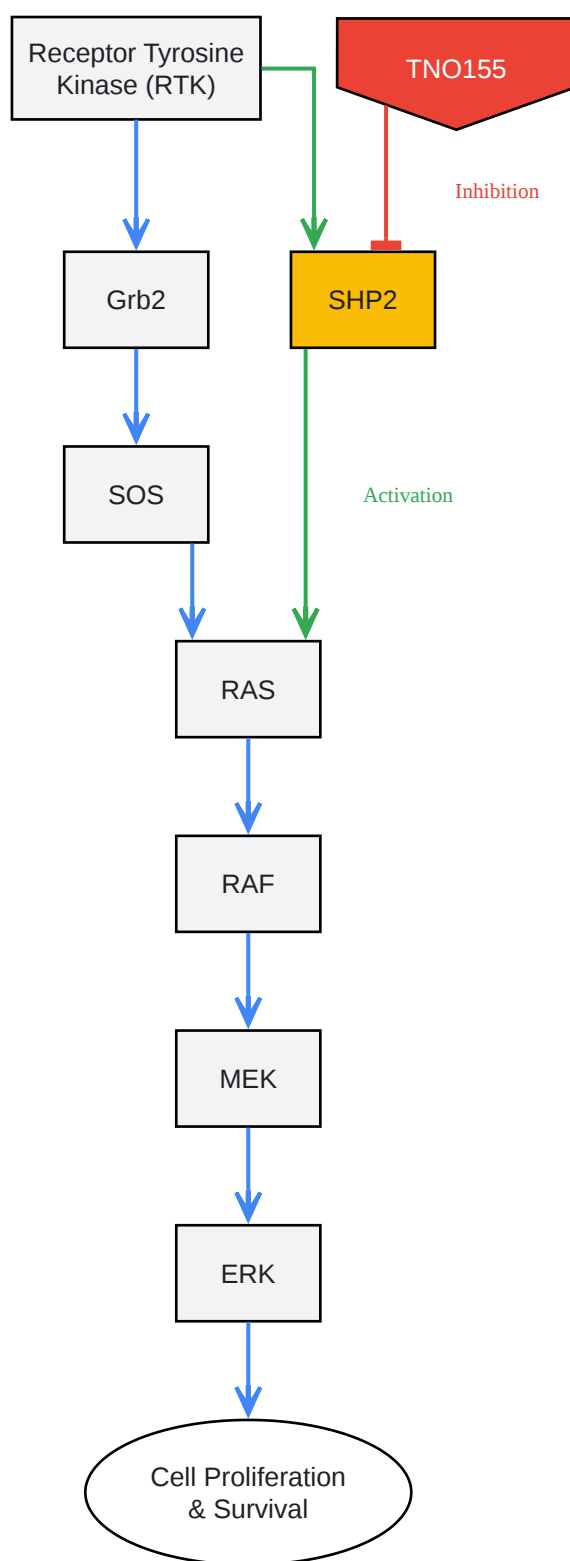 Receptor Tyrosine
Kinase (RTK)
TNO155
Inhibition
Grb2
SHP2
SOS
Activation
RAS
RAF
MEK
ERK
Cell Proliferation
& Survival